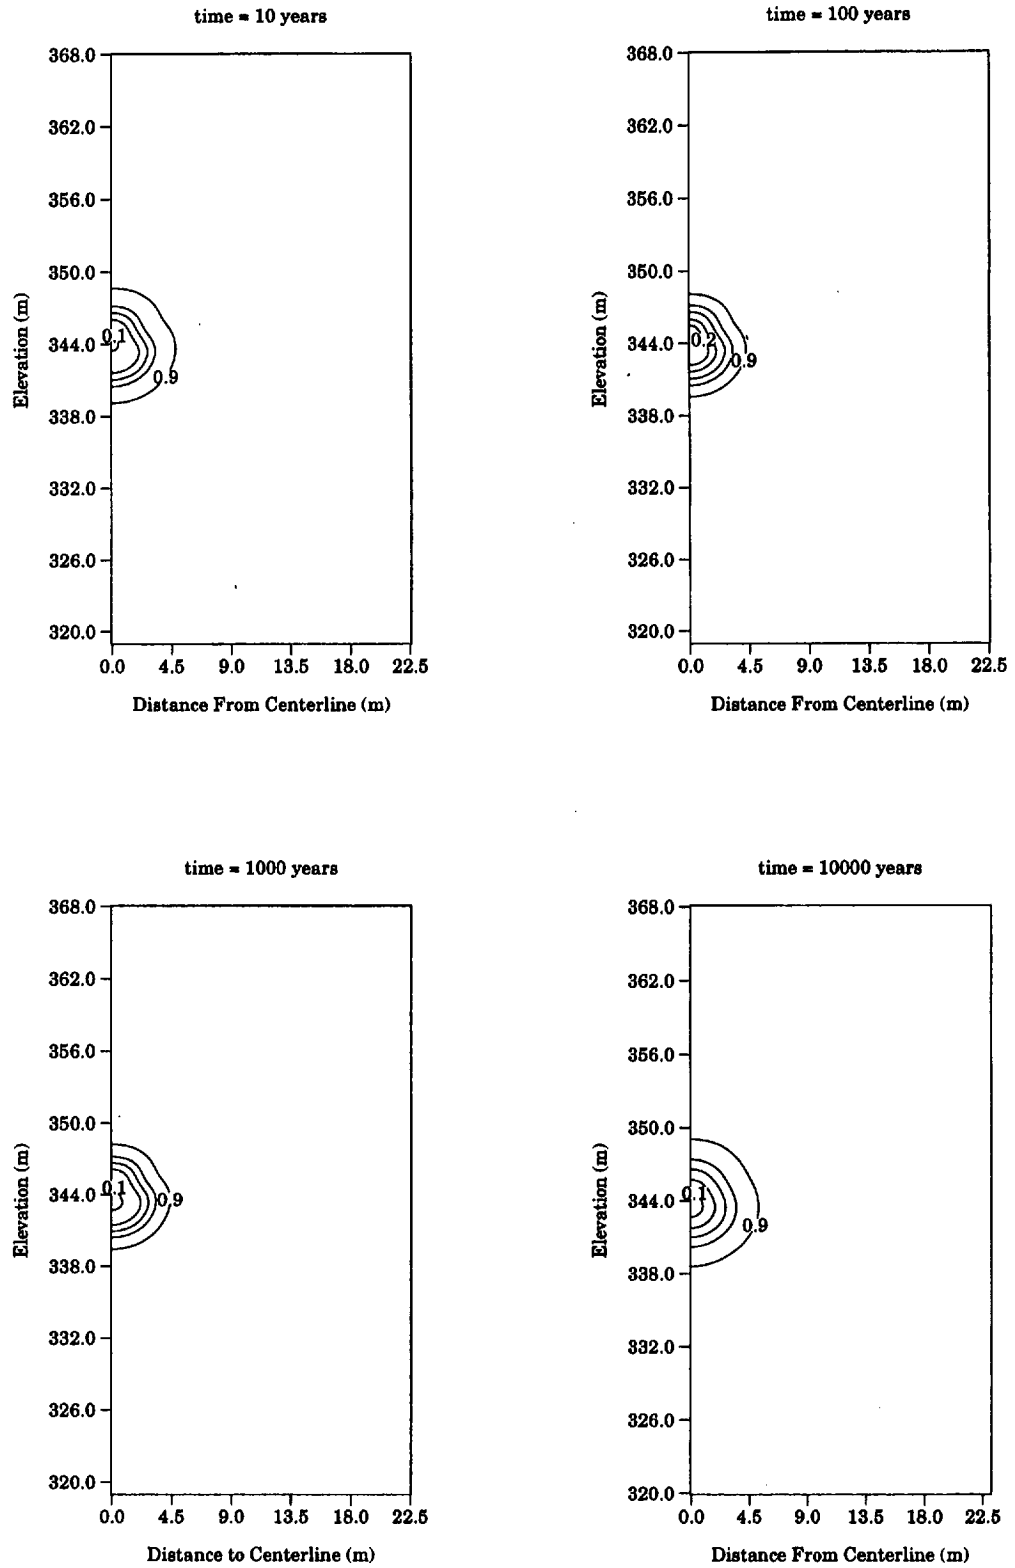 time = 10 years
368.0
362.0
356.0
350.0
344.0
338.0
332.0
326.0
320.0
Elevation (m)
0.1
0.9
0.0 4.5 9.0 13.5 18.0 22.5
Distance From Centerline (m)
time = 100 years
368.0
362.0
356.0
350.0
344.0
338.0
332.0
326.0
320.0
Elevation (m)
0.2
0.9
0.0 4.5 9.0 13.5 18.0 22.5
Distance From Centerline (m)
time = 1000 years
368.0
362.0
356.0
350.0
344.0
338.0
332.0
326.0
320.0
Elevation (m)
0.1
0.9
0.0 4.5 9.0 13.5 18.0 22.5
Distance to Centerline (m)
time = 10000 years
368.0
362.0
356.0
350.0
344.0
338.0
332.0
326.0
320.0
Elevation (m)
0.1
0.9
0.0 4.5 9.0 13.5 18.0 22.5
Distance From Centerline (m)